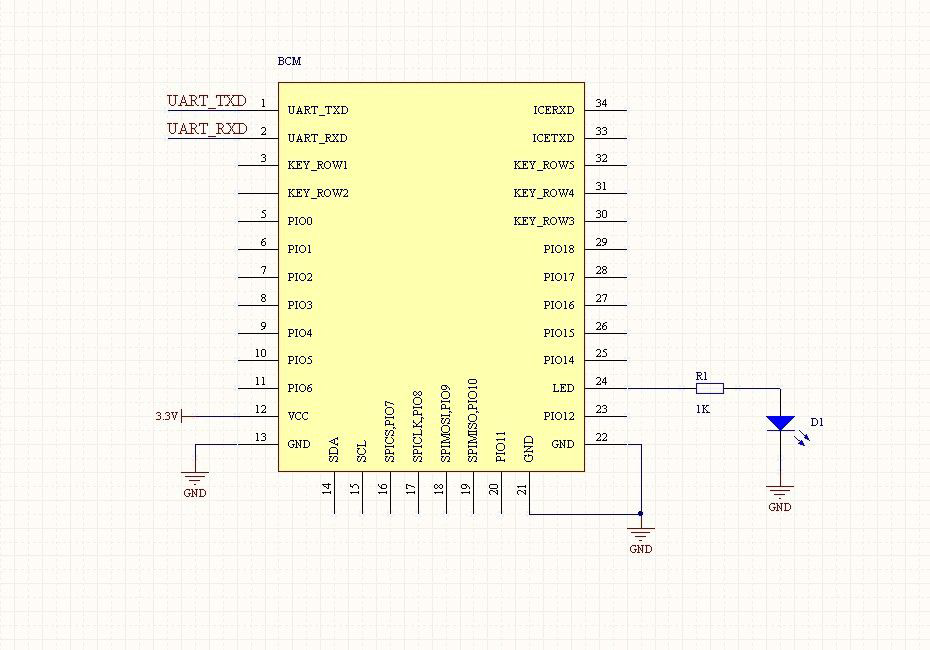 BCM
UART_TXD 1 UART_TXD ICERXD 34
UART_RXD 2 UART_RXD ICETXD 33
3 KEY_ROW1 KEY_ROW5 32
KEY_ROW2 KEY_ROW4 31
5 PIO0 KEY_ROW3 30
6 PIO1 PIO18 29
7 PIO2 PIO17 28
8 PIO3 PIO16 27
9 PIO4 PIO15 26
10 PIO5 PIO14 25
11 PIO6 LED 24
12 VCC PIO12 23
13 GND GND 22
3.3V
GND
SDA 14
SCL 15
SPICS,PIO7 16
SPICLK,PIO8 17
SPIMOSI,PIO9 18
SPIMISO,PIO10 19
PIO11 20
GND 21
GND
R1
1K
D1
GND